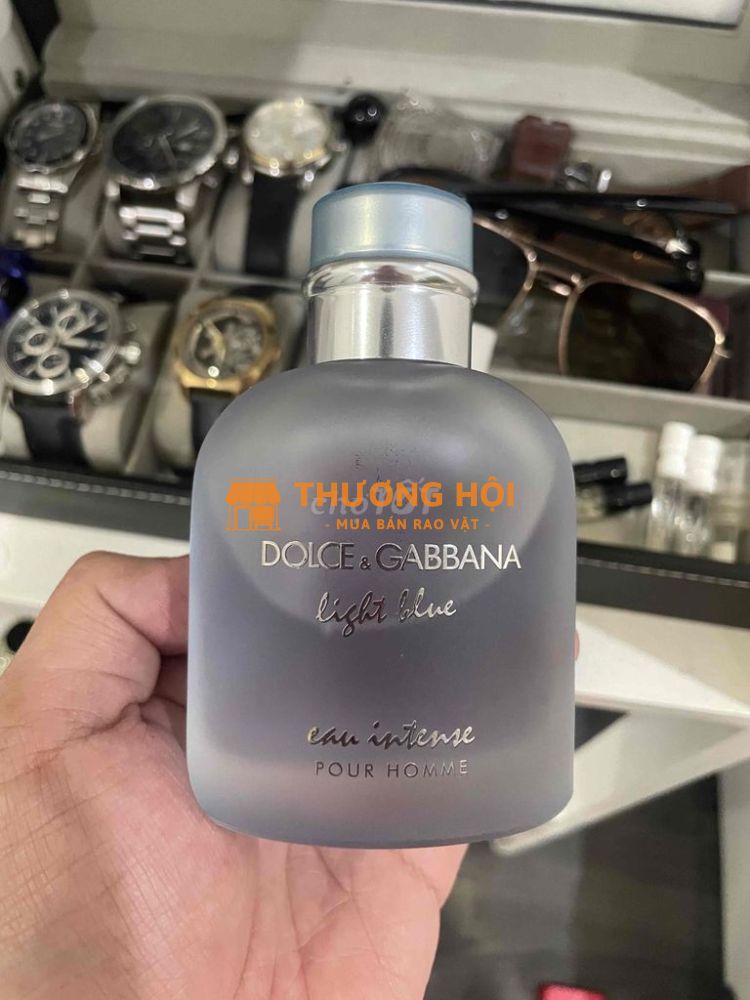 THƯƠNG HỘI
- MUA BÁN RAO VẶT -
DOLCE & GABBANA
light blue
eau intense
POUR HOMME